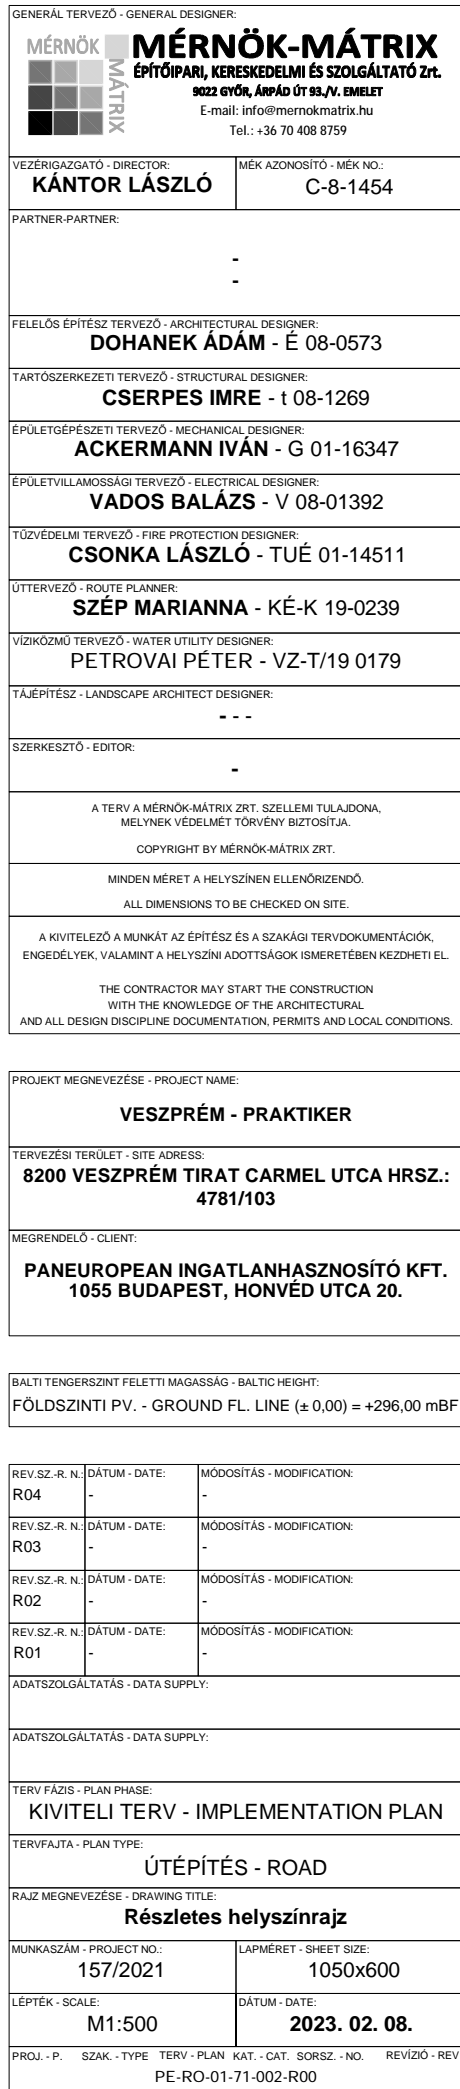 GENERÁL TERVEZŐ - GENERAL DESIGNER:
MÉRNÖK
MÁTRIX
MÉRNÖK-MÁTRIX
ÉPÍTŐIPARI, KERESKEDELMI ÉS SZOLGÁLTATÓ Zrt.
9022 GYŐR, ÁRPÁD ÚT 93./V. EMELET
E-mail: info@mernokmatrix.hu
Tel.: +36 70 408 8759
VEZÉRIGAZGATÓ - DIRECTOR:
KÁNTOR LÁSZLÓ
MÉK AZONOSÍTÓ - MÉK NO.:
C-8-1454
PARTNER-PARTNER:
-
-
FELELŐS ÉPÍTÉSZ TERVEZŐ - ARCHITECTURAL DESIGNER:
DOHANEK ÁDÁM - É 08-0573
TARTÓSZERKEZETI TERVEZŐ - STRUCTURAL DESIGNER:
CSERPES IMRE - t 08-1269
ÉPÜLETGÉPÉSZETI TERVEZŐ - MECHANICAL DESIGNER:
ACKERMANN IVÁN - G 01-16347
ÉPÜLETVILLAMOSSÁGI TERVEZŐ - ELECTRICAL DESIGNER:
VADOS BALÁZS - V 08-01392
TŰZVÉDELMI TERVEZŐ - FIRE PROTECTION DESIGNER:
CSONKA LÁSZLÓ - TUÉ 01-14511
ÚTTERVEZŐ - ROUTE PLANNER:
SZÉP MARIANNA - KÉ-K 19-0239
VÍZIKÖZMŰ TERVEZŐ - WATER UTILITY DESIGNER:
PETROVAI PÉTER - VZ-T/19 0179
TÁJÉPÍTÉSZ - LANDSCAPE ARCHITECT DESIGNER:
- - -
SZERKESZTŐ - EDITOR:
-
A TERV A MÉRNÖK-MÁTRIX ZRT. SZELLEMI TULAJDONA,
MELYNEK VÉDELMÉT TÖRVÉNY BIZTOSÍTJA.
COPYRIGHT BY MÉRNÖK-MÁTRIX ZRT.
MINDEN MÉRET A HELYSZÍNEN ELLENŐRIZENDŐ.
ALL DIMENSIONS TO BE CHECKED ON SITE.
A KIVITELEZŐ A MUNKÁT AZ ÉPÍTÉSZ ÉS A SZAKÁGI TERVDOKUMENTÁCIÓK,
ENGEDÉLYEK, VALAMINT A HELYSZÍNI ADOTTSÁGOK ISMERETÉBEN KEZDHETI EL.
THE CONTRACTOR MAY START THE CONSTRUCTION
WITH THE KNOWLEDGE OF THE ARCHITECTURAL
AND ALL DESIGN DISCIPLINE DOCUMENTATION, PERMITS AND LOCAL CONDITIONS.
PROJEKT MEGNEVEZÉSE - PROJECT NAME:
VESZPRÉM - PRAKTIKER
TERVEZÉSI TERÜLET - SITE ADRESS:
8200 VESZPRÉM TIRAT CARMEL UTCA HRSZ.:
4781/103
MEGRENDELŐ - CLIENT:
PANEUROPEAN INGATLANHASZNOSÍTÓ KFT.
1055 BUDAPEST, HONVÉD UTCA 20.
BALTI TENGERSZINT FELETTI MAGASSÁG - BALTIC HEIGHT:
FÖLDSZINTI PV. - GROUND FL. LINE (± 0,00) = +296,00 mBF
REV.SZ.-R. N.: DÁTUM - DATE: MÓDOSÍTÁS - MODIFICATION:
R04 - -
REV.SZ.-R. N.: DÁTUM - DATE: MÓDOSÍTÁS - MODIFICATION:
R03 - -
REV.SZ.-R. N.: DÁTUM - DATE: MÓDOSÍTÁS - MODIFICATION:
R02 - -
REV.SZ.-R. N.: DÁTUM - DATE: MÓDOSÍTÁS - MODIFICATION:
R01 - -
ADATSZOLGÁLTATÁS - DATA SUPPLY:
ADATSZOLGÁLTATÁS - DATA SUPPLY:
TERV FÁZIS - PLAN PHASE:
KIVITELI TERV - IMPLEMENTATION PLAN
TERVFAJTA - PLAN TYPE:
ÚTÉPÍTÉS - ROAD
RAJZ MEGNEVEZÉSE - DRAWING TITLE:
Részletes helyszínrajz
MUNKASZÁM - PROJECT NO.:
157/2021
LAPMÉRET - SHEET SIZE:
1050x600
LÉPTÉK - SCALE:
M1:500
DÁTUM - DATE:
2023. 02. 08.
PROJ. - P. SZAK. - TYPE TERV - PLAN KAT. - CAT. SORSZ. - NO. REVÍZIÓ - REV
PE-RO-01-71-002-R00